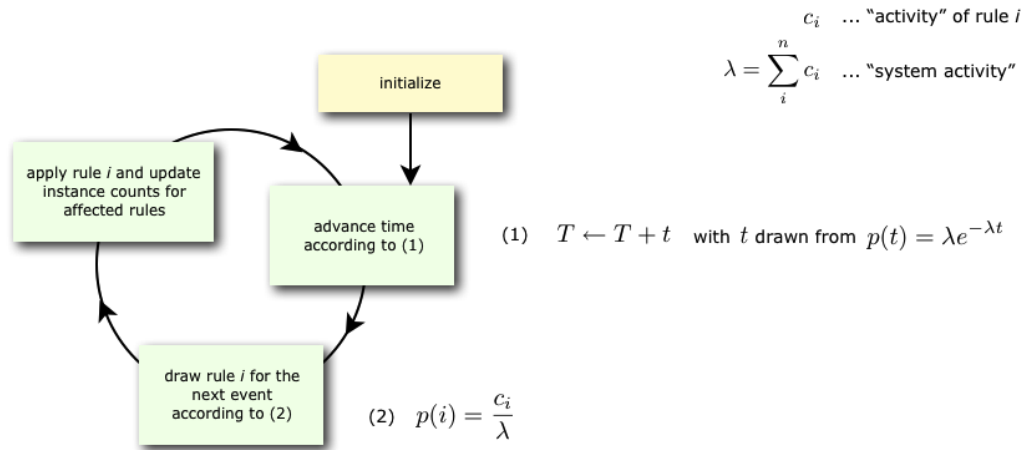 c_i ... “activity” of rule i
λ = ∑_i^n c_i ... “system activity”
initialize
apply rule i and update
instance counts for
affected rules
advance time
according to (1)
(1) T ← T + t with t drawn from p(t) = λe^{−λt}
draw rule i for the
next event
according to (2)
(2) p(i) = c_i/λ